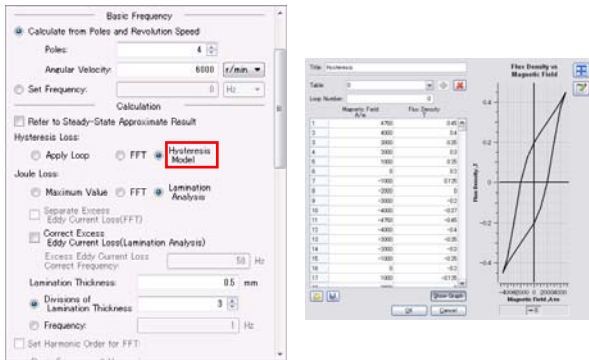 Basic Frequency
Calculate from Poles and Revolution Speed
Poles: 4
Angular Velocity: 6000 r/min
Set Frequency: 0 Hz
Calculation
Refer to Steady-State Approximate Result
Hysteresis Loss:
Apply Loop FFT Hysteresis Model
Joule Loss:
Maximum Value FFT Lamination Analysis
Separate Excess
Eddy Current Loss(FFT)
Correct Excess
Eddy Current Loss(Lamination Analysis)
Excess Eddy Current Loss
Correct Frequency: 50 Hz
Lamination Thickness: 0.5 mm
Divisions of
Lamination Thickness 3
Frequency: 1 Hz
Set Harmonic Order for FFT:
Title: Hysteresis
Table: 0
Loop Number: 0
Magnetic Field A/m Flux Density T
1 4750 0.45
2 4000 0.4
3 3000 0.35
4 2000 0.3
5 1000 0.25
6 0 0.2
7 -1000 0.125
8 -2000 0
9 -3000 -0.2
10 -4000 -0.37
11 -4750 -0.45
12 -4000 -0.4
13 -3000 -0.35
14 -2000 -0.3
15 -1000 -0.25
16 0 -0.2
17 1000 -0.125
Show Graph
OK Cancel
Flux Density vs
Magnetic Field
Flux Density ,T
0.4
0.2
0
-0.2
-0.4
Magnetic Field ,A/m
0